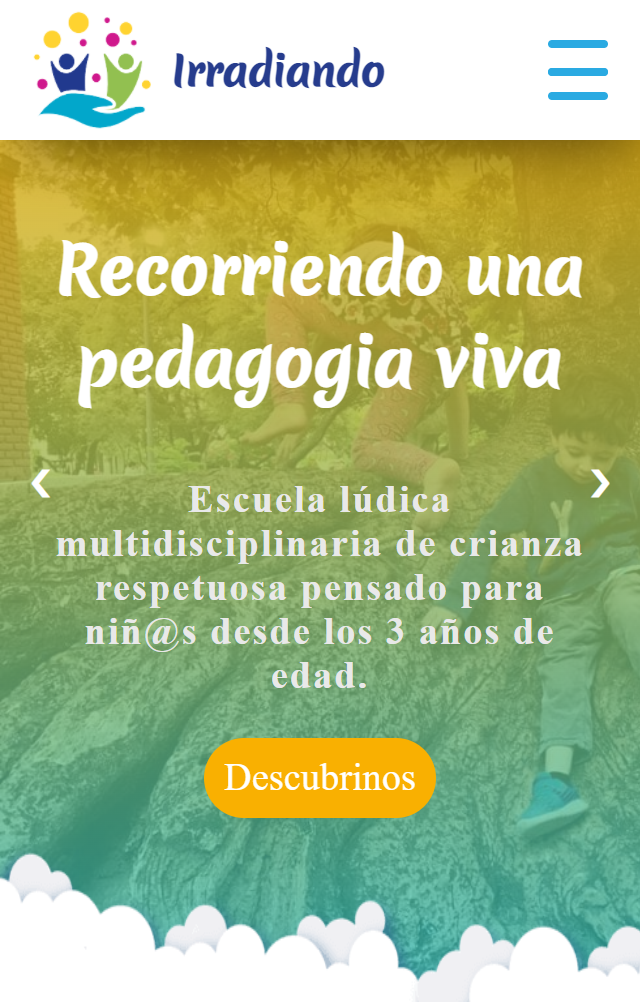 Irradiando
Recorriendo una
pedagogia viva
Escuela lúdica
multidisciplinaria de crianza
respetuosa pensado para
niñ@s desde los 3 años de
edad.
Descubrinos